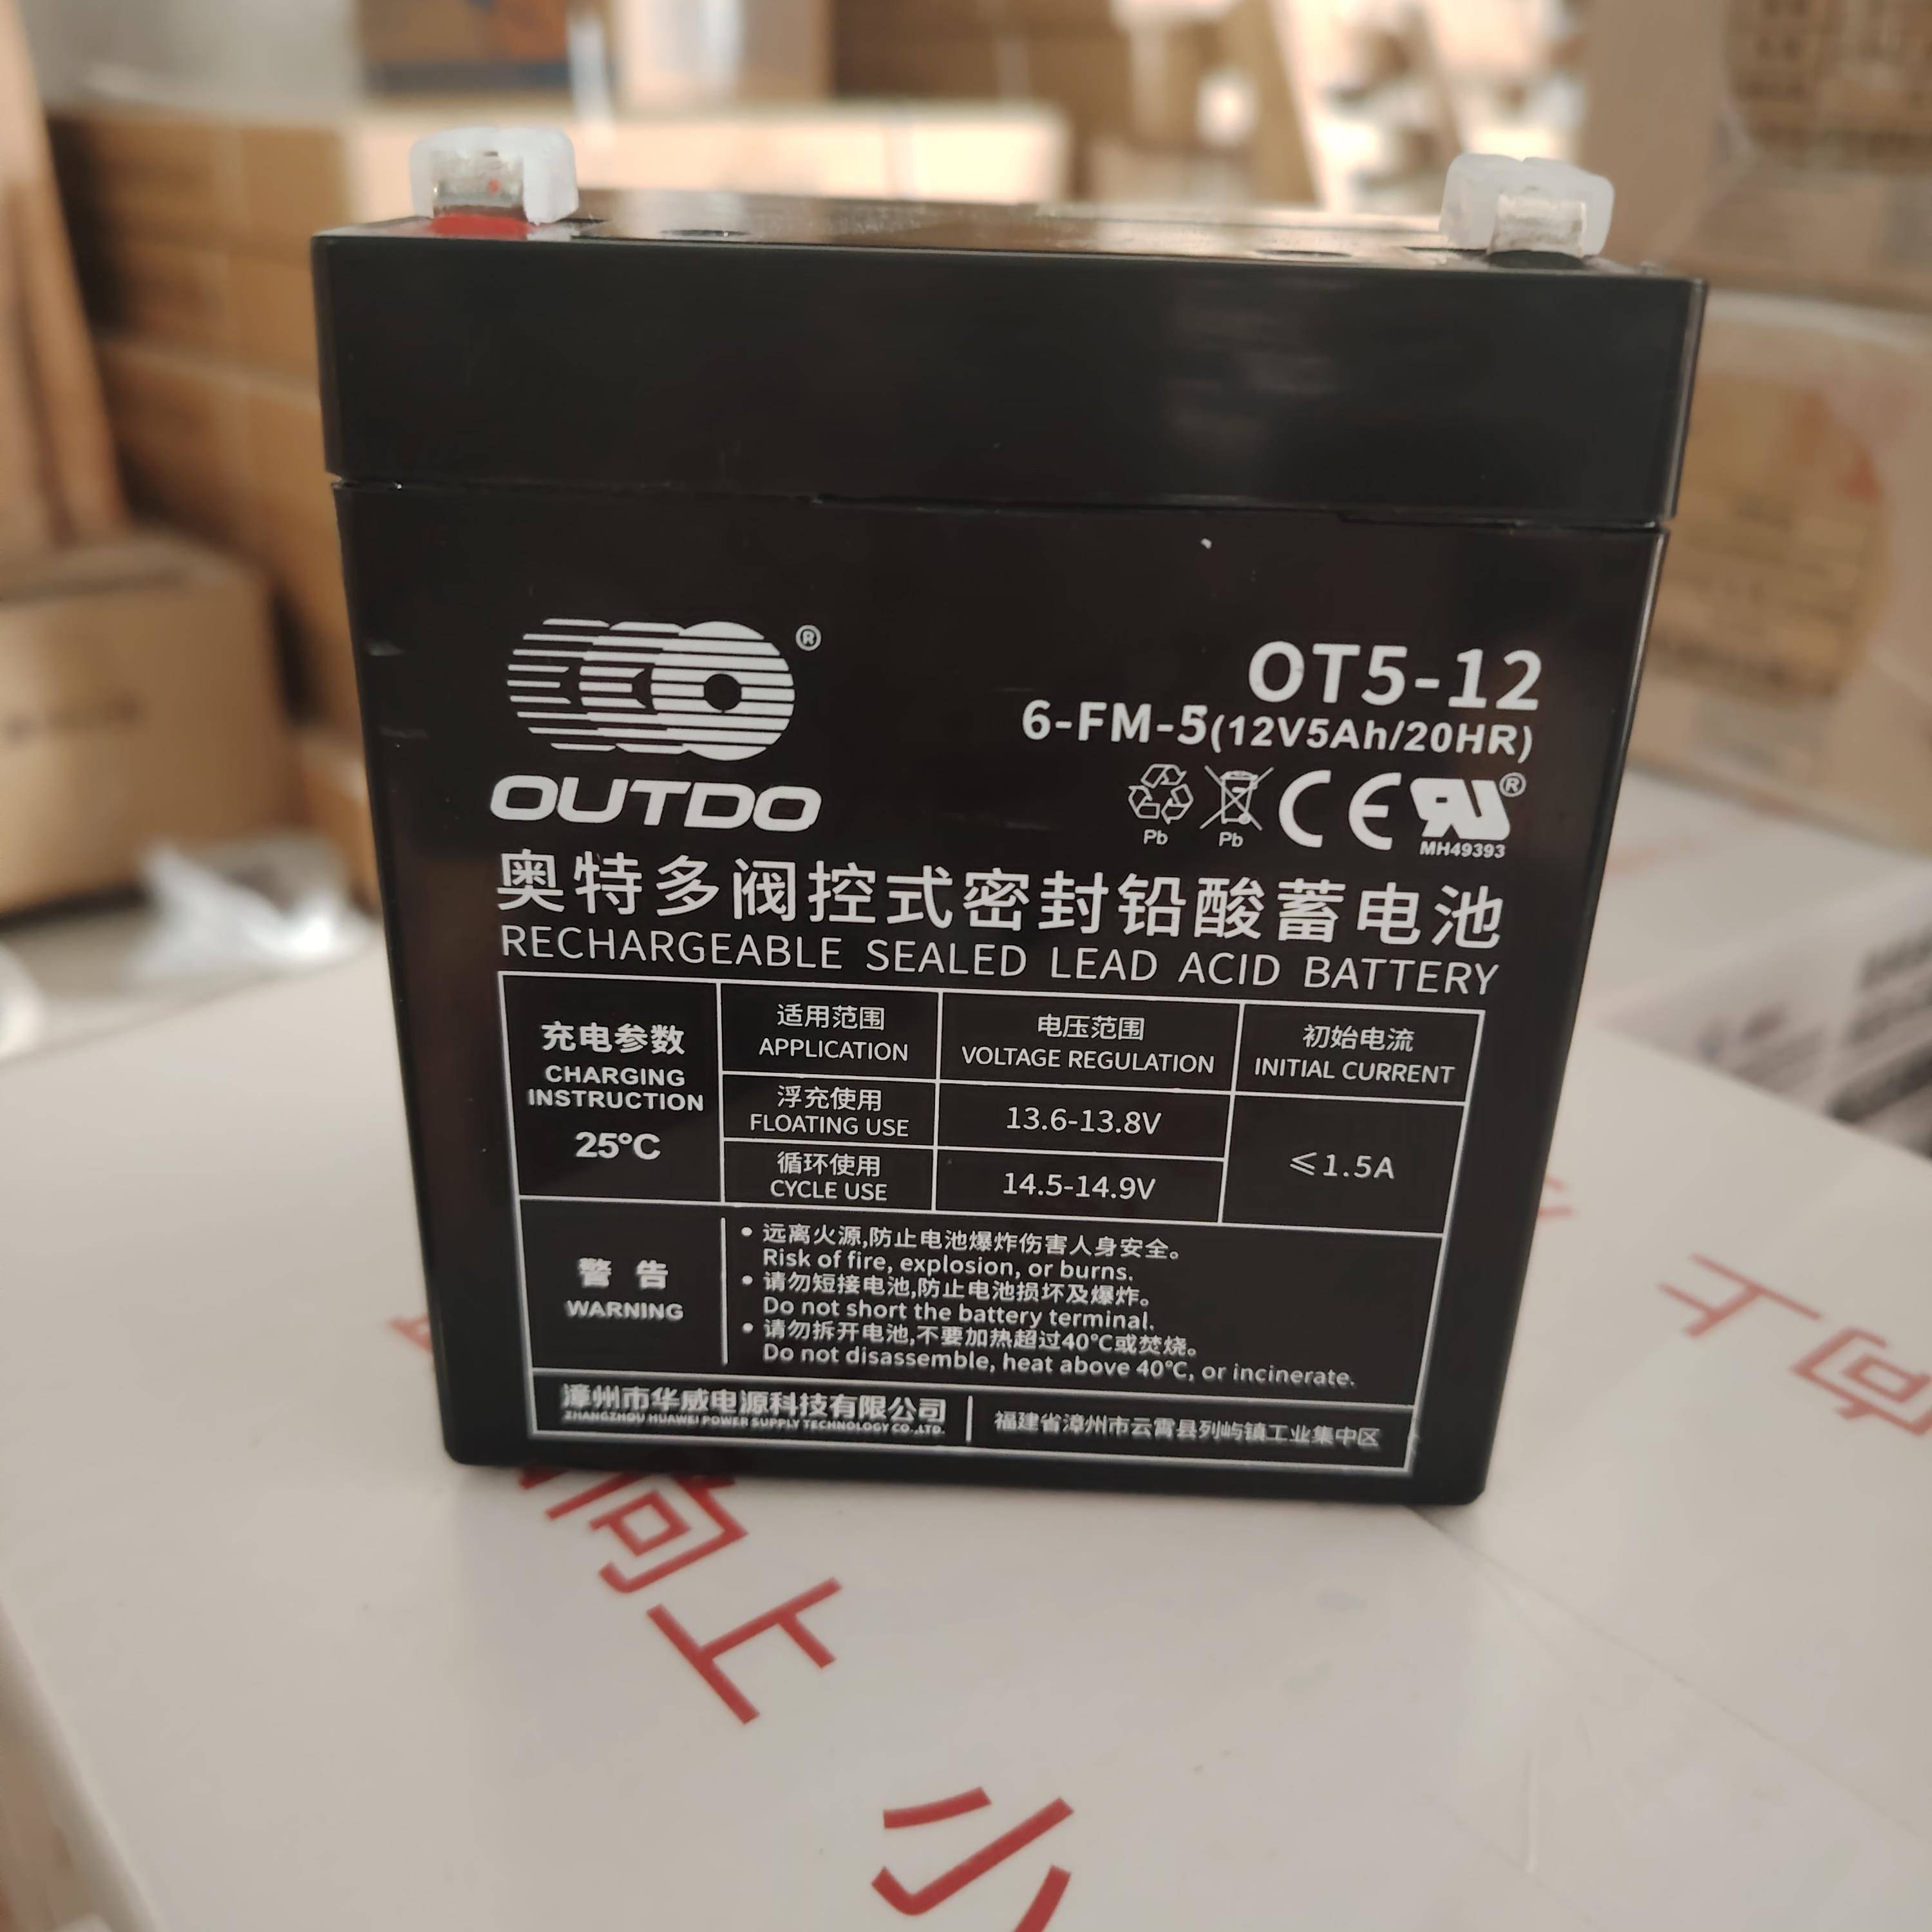 ®
OUTDO
OT5-12
6-FM-5(12V5Ah/20HR)
Pb
Pb
CE
®
MH49393
奥特多阀控式密封铅酸蓄电池
RECHARGEABLE SEALED LEAD ACID BATTERY
充电参数
CHARGING
INSTRUCTION
25°C
适用范围
APPLICATION
电压范围
VOLTAGE REGULATION
初始电流
INITIAL CURRENT
浮充使用
FLOATING USE
13.6-13.8V
≤1.5A
循环使用
CYCLE USE
14.5-14.9V
警 告
WARNING
• 远离火源,防止电池爆炸伤害人身安全。
Risk of fire, explosion, or burns.
• 请勿短接电池,防止电池损坏及爆炸。
Do not short the battery terminal.
• 请勿拆开电池,不要加热超过40°C或焚烧。
Do not disassemble, heat above 40°C, or incinerate.
漳州市华威电源科技有限公司
ZHANGZHOU HUAWEI POWER SUPPLY TECHNOLOGY CO.,LTD.
福建省漳州市云霄县列屿镇工业集中区
向上
小